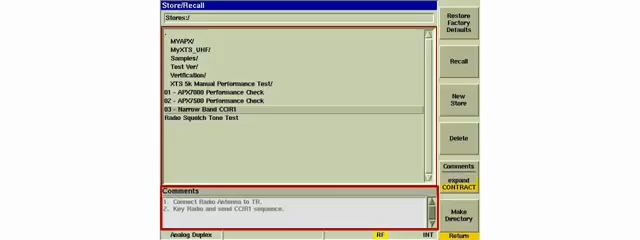 Store/Recall
Stores:/
.
MYAPX/
MyXTS_UHF/
Samples/
Test Ver/
Verification/
XTS 5k Manual Performance Test/
01 - APX7000 Performance Check
02 - APX7500 Performance Check
03 - Narrow Band CCIR1
Radio Squelch Tone Test
Comments
1. Connect Radio Antenna to TR.
2. Key Radio and send CCIR1 sequence.
Analog Duplex
RF
INT
Restore
Factory
Defaults
Recall
New
Store
Delete
Comments
expand
CONTRACT
Make
Directory
Return